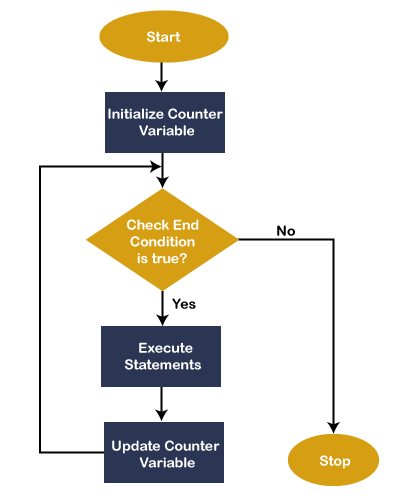 Start
Initialize Counter
Variable
Check End
Condition
is true?
No
Yes
Execute
Statements
Update Counter
Variable
Stop